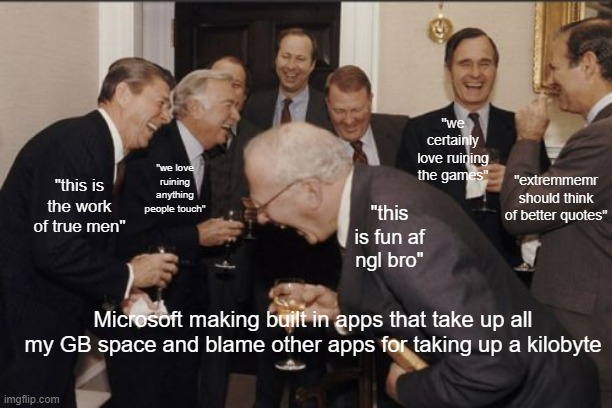 "this is
the work
of true men"
"we love
ruining
anything
people touch"
"this
is fun af
ngl bro"
"we
certainly
love ruining
the games"
"extremmemr
should think
of better quotes"
Microsoft making built in apps that take up all
my GB space and blame other apps for taking up a kilobyte
imgflip.com